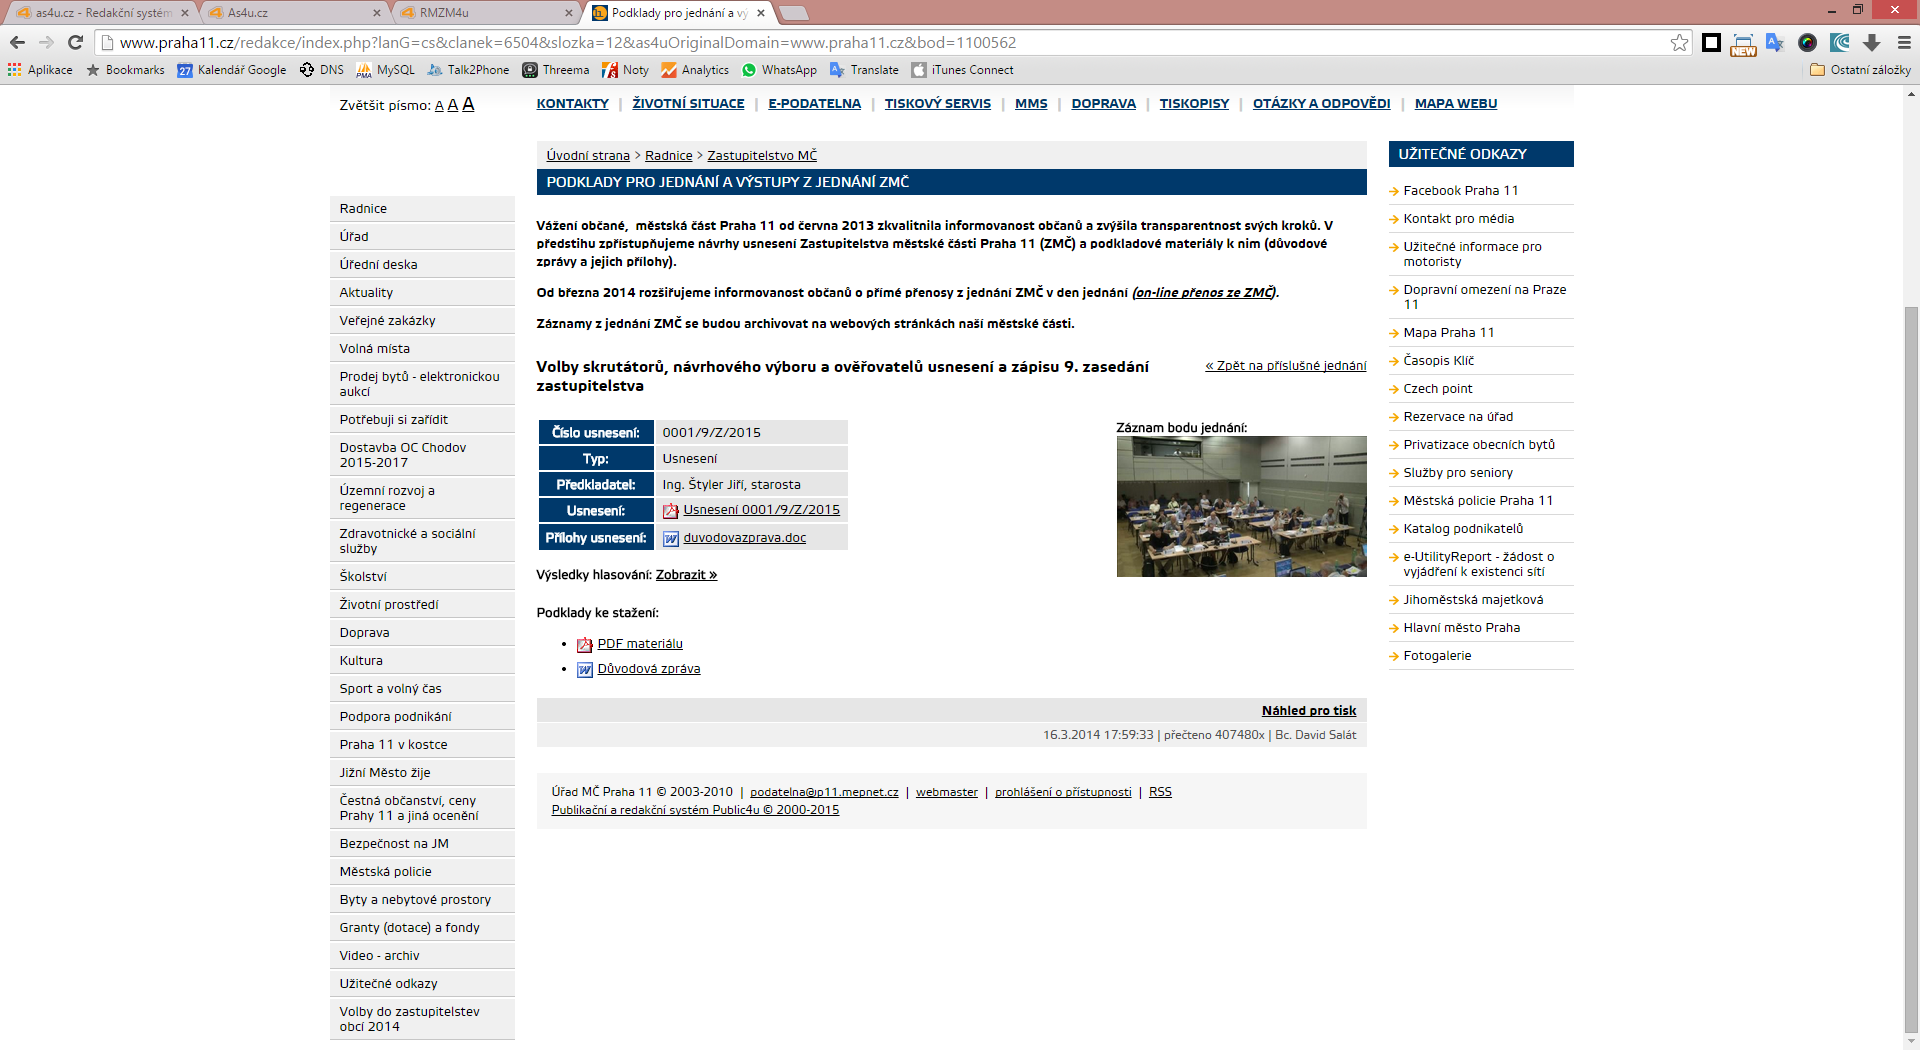 as4u.cz - Redakční systém
As4u.cz
RMZM4u
Podklady pro jednání a vý
www.praha11.cz/redakce/index.php?lanG=cs&clanek=6504&slozka=12&as4uOriginalDomain=www.praha11.cz&bod=1100562
NEW
Aplikace
Bookmarks
27
Kalendář Google
DNS
PMA
MySQL
Talk2Phone
Threema
Noty
Analytics
WhatsApp
Translate
iTunes Connect
Ostatní záložky
Zvětšit písmo: A A A
KONTAKTY | ŽIVOTNÍ SITUACE | E-PODATELNA | TISKOVÝ SERVIS | MMS | DOPRAVA | TISKOPISY | OTÁZKY A ODPOVĚDI | MAPA WEBU
Radnice
Úřad
Úřední deska
Aktuality
Veřejné zakázky
Volná místa
Prodej bytů - elektronickou
aukcí
Potřebuji si zařídit
Dostavba OC Chodov
2015-2017
Územní rozvoj a
regenerace
Zdravotnické a sociální
služby
Školství
Životní prostředí
Doprava
Kultura
Sport a volný čas
Podpora podnikání
Praha 11 v kostce
Jižní Město žije
Čestná občanství, ceny
Prahy 11 a jiná ocenění
Bezpečnost na JM
Městská policie
Byty a nebytové prostory
Granty (dotace) a fondy
Video - archiv
Užitečné odkazy
Volby do zastupitelstev
obcí 2014
Úvodní strana > Radnice > Zastupitelstvo MČ
PODKLADY PRO JEDNÁNÍ A VÝSTUPY Z JEDNÁNÍ ZMČ
Vážení občané, městská část Praha 11 od června 2013 zkvalitnila informovanost občanů a zvýšila transparentnost svých kroků. V
předstihu zpřístupňujeme návrhy usnesení Zastupitelstva městské části Praha 11 (ZMČ) a podkladové materiály k nim (důvodové
zprávy a jejich přílohy).
Od března 2014 rozšiřujeme informovanost občanů o přímé přenosy z jednání ZMČ v den jednání (on-line přenos ze ZMČ).
Záznamy z jednání ZMČ se budou archivovat na webových stránkách naší městské části.
Volby skrutátorů, návrhového výboru a ověřovatelů usnesení a zápisu 9. zasedání
zastupitelstva
« Zpět na příslušné jednání
Číslo usnesení: 0001/9/Z/2015
Typ: Usnesení
Předkladatel: Ing. Štyler Jiří, starosta
Usnesení: Usnesení 0001/9/Z/2015
Přílohy usnesení: duvodovazprava.doc
Záznam bodu jednání:
Výsledky hlasování: Zobrazit »
Podklady ke stažení:
• PDF materiálu
• Důvodová zpráva
Náhled pro tisk
16.3.2014 17:59:33 | přečteno 407480x | Bc. David Salát
Úřad MČ Praha 11 © 2003-2010 | podatelna@p11.mepnet.cz | webmaster | prohlášení o přístupnosti | RSS
Publikační a redakční systém Public4u © 2000-2015
UŽITEČNÉ ODKAZY
Facebook Praha 11
Kontakt pro média
Užitečné informace pro
motoristy
Dopravní omezení na Praze
11
Mapa Praha 11
Časopis Klíč
Czech point
Rezervace na úřad
Privatizace obecních bytů
Služby pro seniory
Městská policie Praha 11
Katalog podnikatelů
e-UtilityReport - žádost o
vyjádření k existenci sítí
Jihoměstská majetková
Hlavní město Praha
Fotogalerie